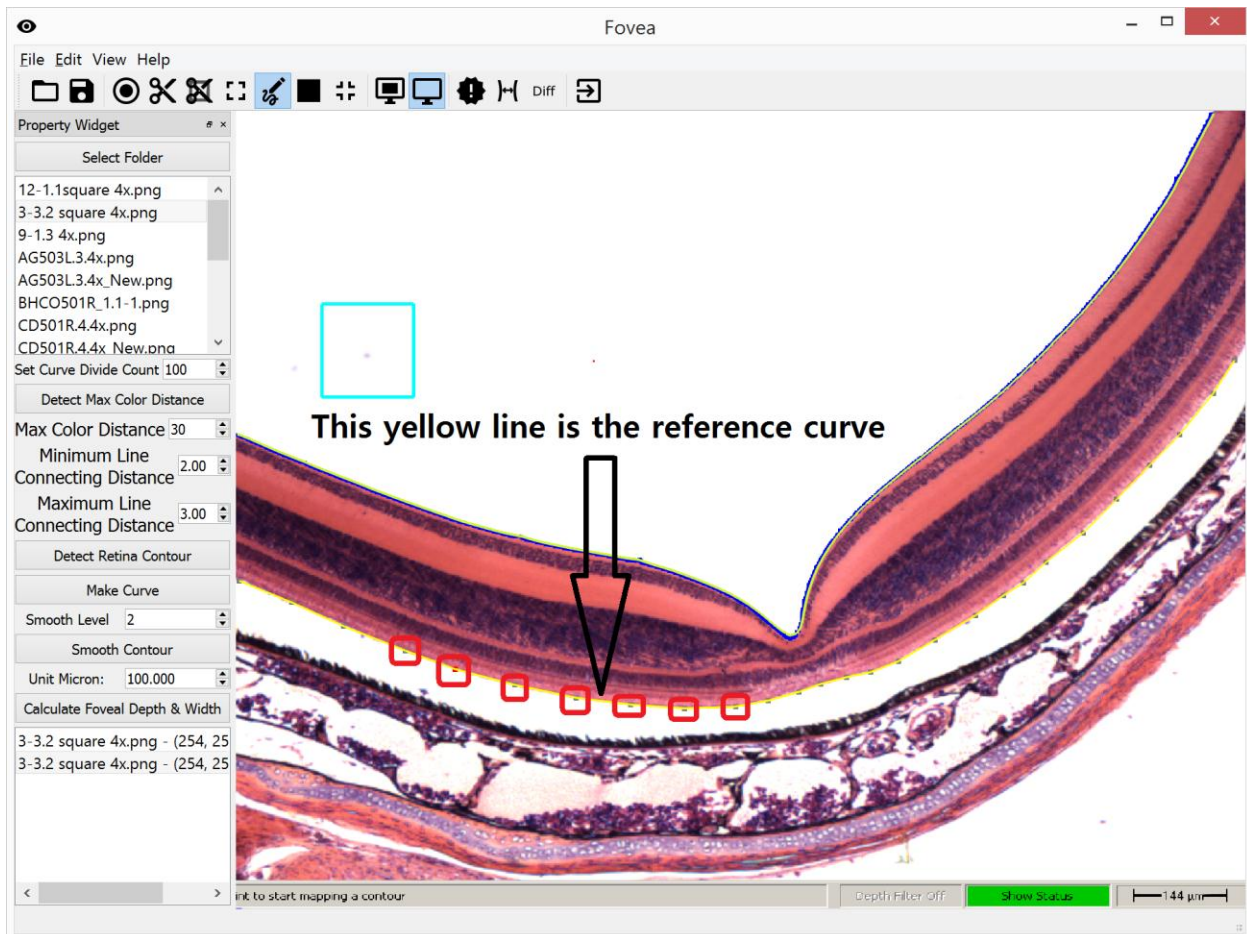 Fovea
File Edit View Help
Diff
Property Widget
Select Folder
12-1.1square 4x.png
3-3.2 square 4x.png
9-1.3 4x.png
AG503L.3.4x.png
AG503L.3.4x_New.png
BHCO501R_1.1-1.png
CD501R.4.4x.png
CD501R.4.4x New.png
Set Curve Divide Count 100
Detect Max Color Distance
Max Color Distance 30
Minimum Line
Connecting Distance 2.00
Maximum Line
Connecting Distance 3.00
Detect Retina Contour
Make Curve
Smooth Level 2
Smooth Contour
Unit Micron: 100.000
Calculate Foveal Depth & Width
3-3.2 square 4x.png - (254, 25
3-3.2 square 4x.png - (254, 25
This yellow line is the reference curve
int to start mapping a contour
Depth Filter Off
Show Status
144 µm